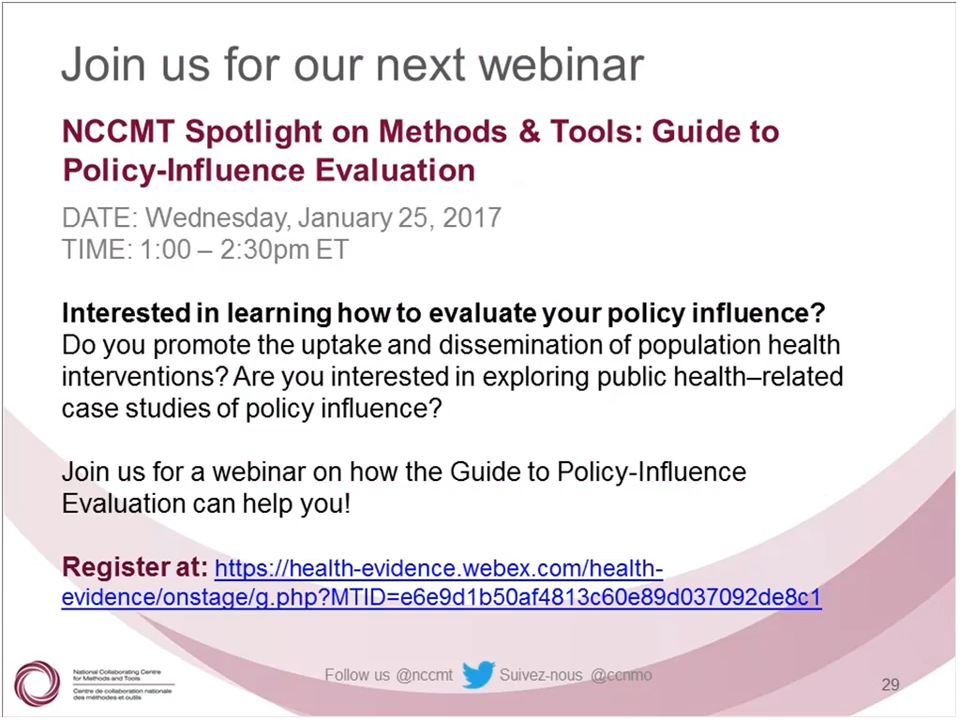 Join us for our next webinar
NCCMT Spotlight on Methods & Tools: Guide to
Policy-Influence Evaluation
DATE: Wednesday, January 25, 2017
TIME: 1:00 – 2:30pm ET
Interested in learning how to evaluate your policy influence?
Do you promote the uptake and dissemination of population health
interventions? Are you interested in exploring public health–related
case studies of policy influence?
Join us for a webinar on how the Guide to Policy-Influence
Evaluation can help you!
Register at: https://health-evidence.webex.com/health-
evidence/onstage/g.php?MTID=e6e9d1b50af4813c60e89d037092de8c1
National Collaborating Centre
for Methods and Tools
Centre de collaboration nationale
des méthodes et outils
Follow us @nccmt Suivez-nous @ccnmo
29